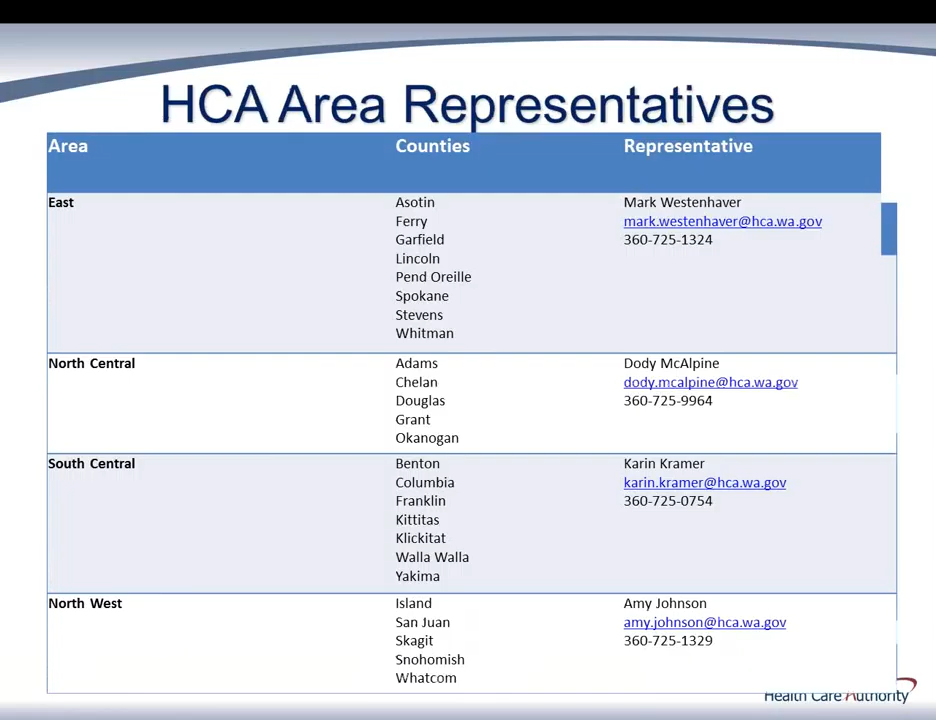 HCA Area Representatives
Area Counties Representative
East Asotin Mark Westenhaver
Ferry mark.westenhaver@hca.wa.gov
Garfield 360-725-1324
Lincoln
Pend Oreille
Spokane
Stevens
Whitman
North Central Adams Dody McAlpine
Chelan dody.mcalpine@hca.wa.gov
Douglas 360-725-9964
Grant
Okanogan
South Central Benton Karin Kramer
Columbia karin.kramer@hca.wa.gov
Franklin 360-725-0754
Kittitas
Klickitat
Walla Walla
Yakima
North West Island Amy Johnson
San Juan amy.johnson@hca.wa.gov
Skagit 360-725-1329
Snohomish
Whatcom
Health Care Authority